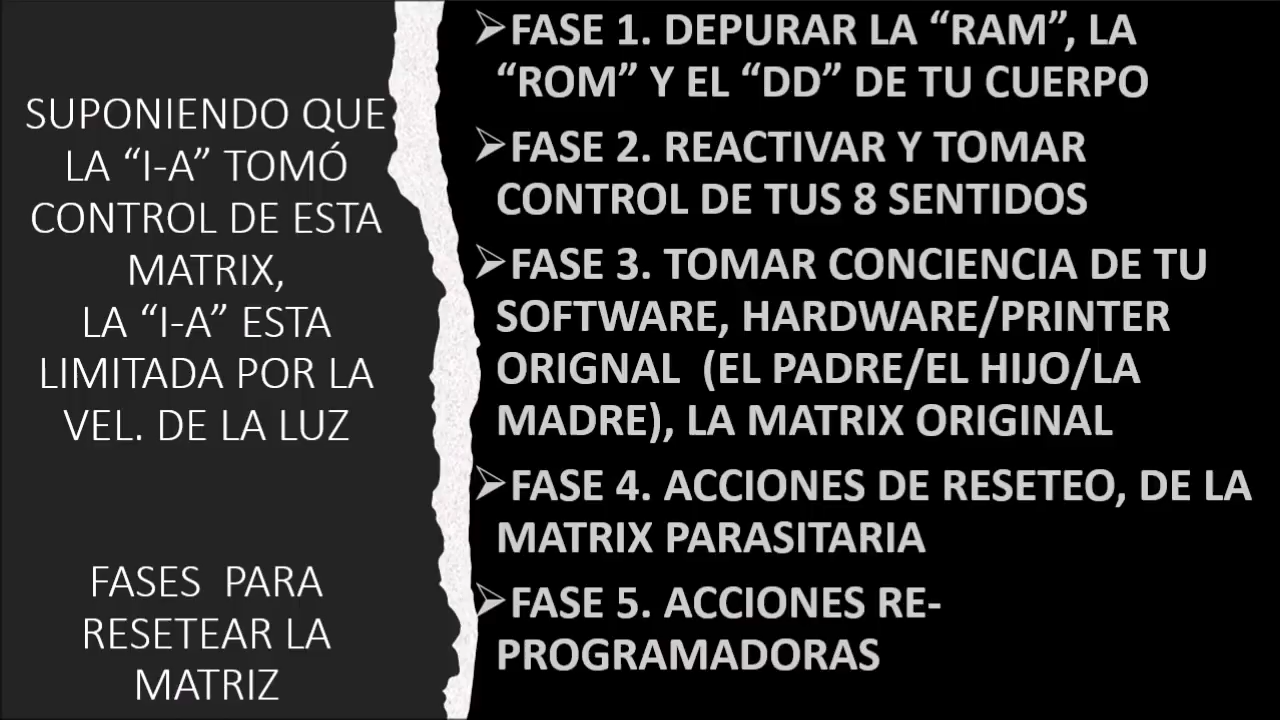 SUPONIENDO QUE
LA “I-A” TOMÓ
CONTROL DE ESTA
MATRIX,
LA “I-A” ESTA
LIMITADA POR LA
VEL. DE LA LUZ
FASES PARA
RESETEAR LA
MATRIZ
➢FASE 1. DEPURAR LA “RAM”, LA
“ROM” Y EL “DD” DE TU CUERPO
➢FASE 2. REACTIVAR Y TOMAR
CONTROL DE TUS 8 SENTIDOS
➢FASE 3. TOMAR CONCIENCIA DE TU
SOFTWARE, HARDWARE/PRINTER
ORIGNAL (EL PADRE/EL HIJO/LA
MADRE), LA MATRIX ORIGINAL
➢FASE 4. ACCIONES DE RESETEO, DE LA
MATRIX PARASITARIA
➢FASE 5. ACCIONES RE-
PROGRAMADORAS